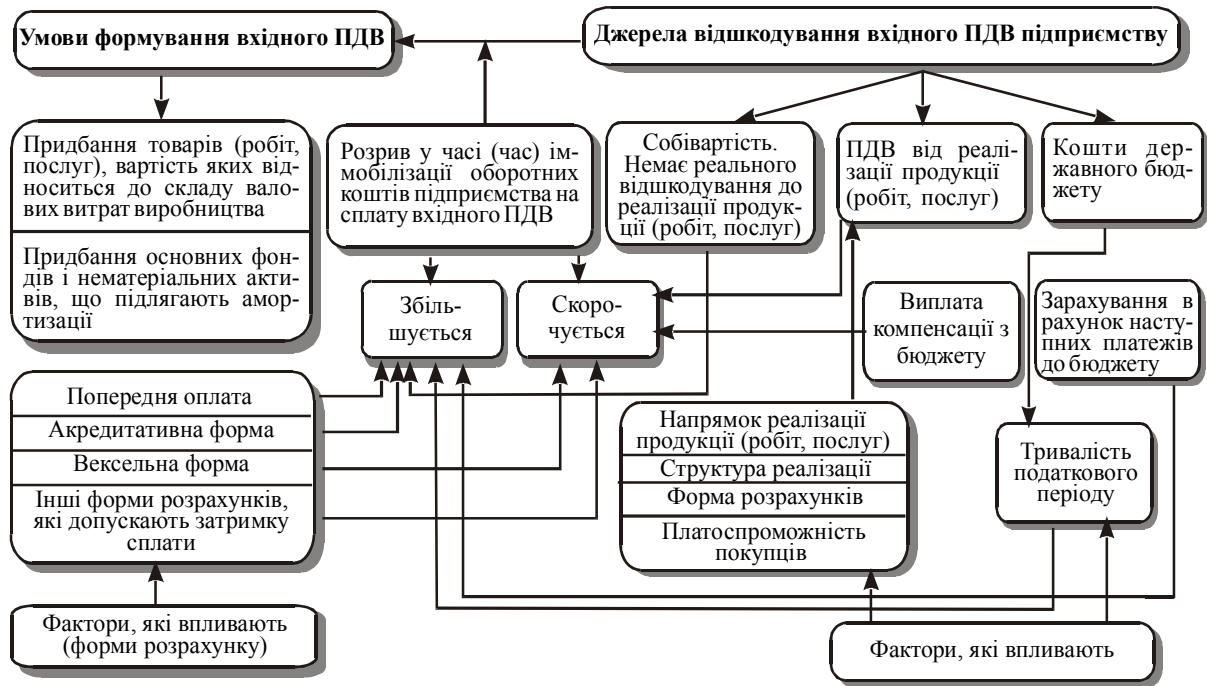 Умови формування вхідного ПДВ
Джерела відшкодування вхідного ПДВ підприємству
Придбання товарів (робіт,
послуг), вартість яких від-
носиться до складу вало-
вих витрат виробництва
Придбання основних фон-
дів і нематеріальних акти-
вів, що підлягають амор-
тизації
Розрив у часі (час) ім-
мобілізації оборотних
коштів підприємства на
сплату вхідного ПДВ
Собівартість.
Немає реального
відшкодування до
реалізації продук-
ції (робіт, послуг)
ПДВ від реалі-
зації продукції
(робіт, послуг)
Кошти дер-
жавного бюд-
жету
Збіль-
шується
Скоро-
чується
Виплата
компенсації з
бюджету
Зарахування в
рахунок насту-
пних платежів
до бюджету
Попередня оплата
Акредитативна форма
Вексельна форма
Інші форми розрахунків,
які допускають затримку
сплати
Напрямок реалізації
продукції (робіт, послуг)
Структура реалізації
Форма розрахунків
Платоспроможність
покупців
Тривалість
податкового
періоду
Фактори, які впливають
(форми розрахунку)
Фактори, які впливають